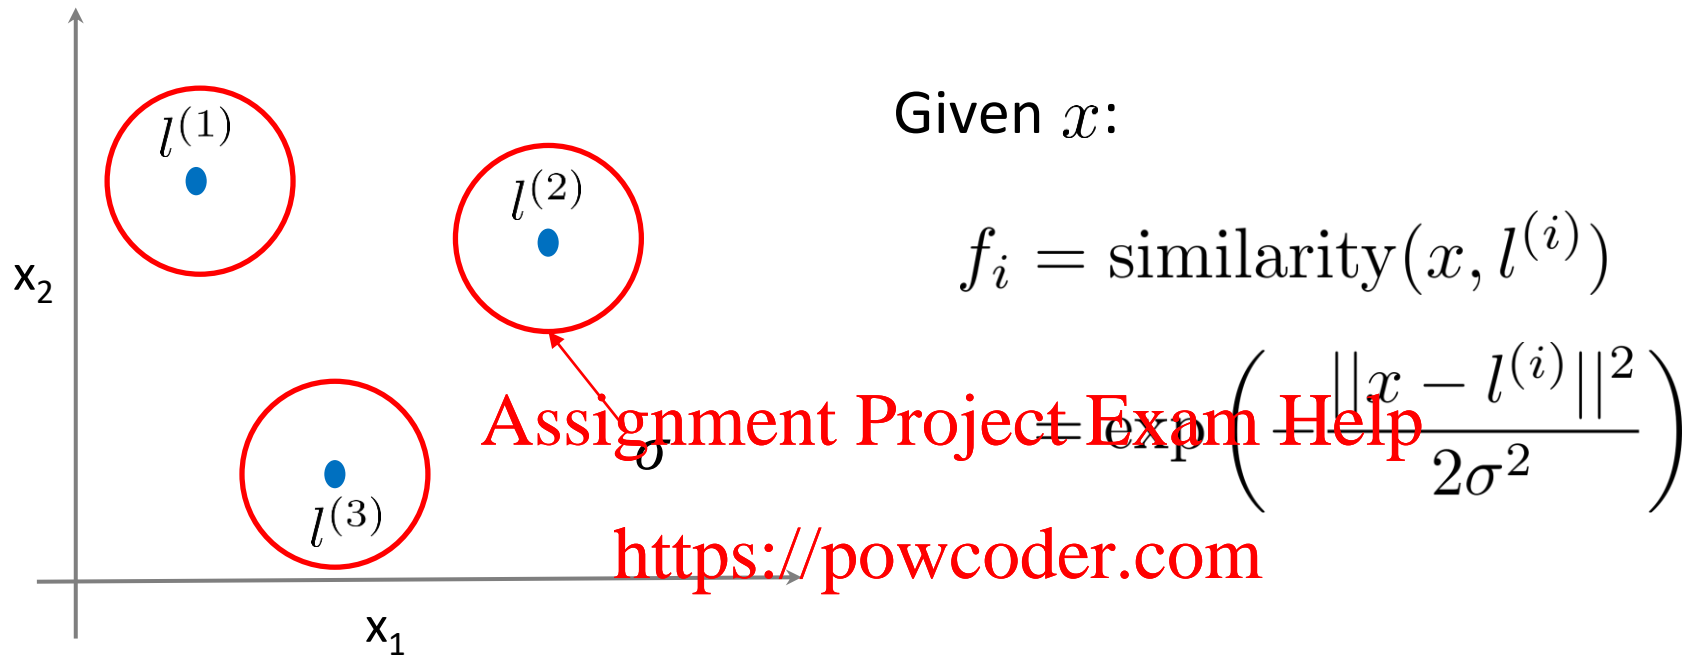 l^{(1)}
l^{(2)}
x_2
l^{(3)}
x_1
σ
Given x:
f_i = similarity(x, l^{(i)})
= exp( − ||x − l^{(i)}||^2 / 2σ^2 )
Assignment Project Exam Help
https://powcoder.com